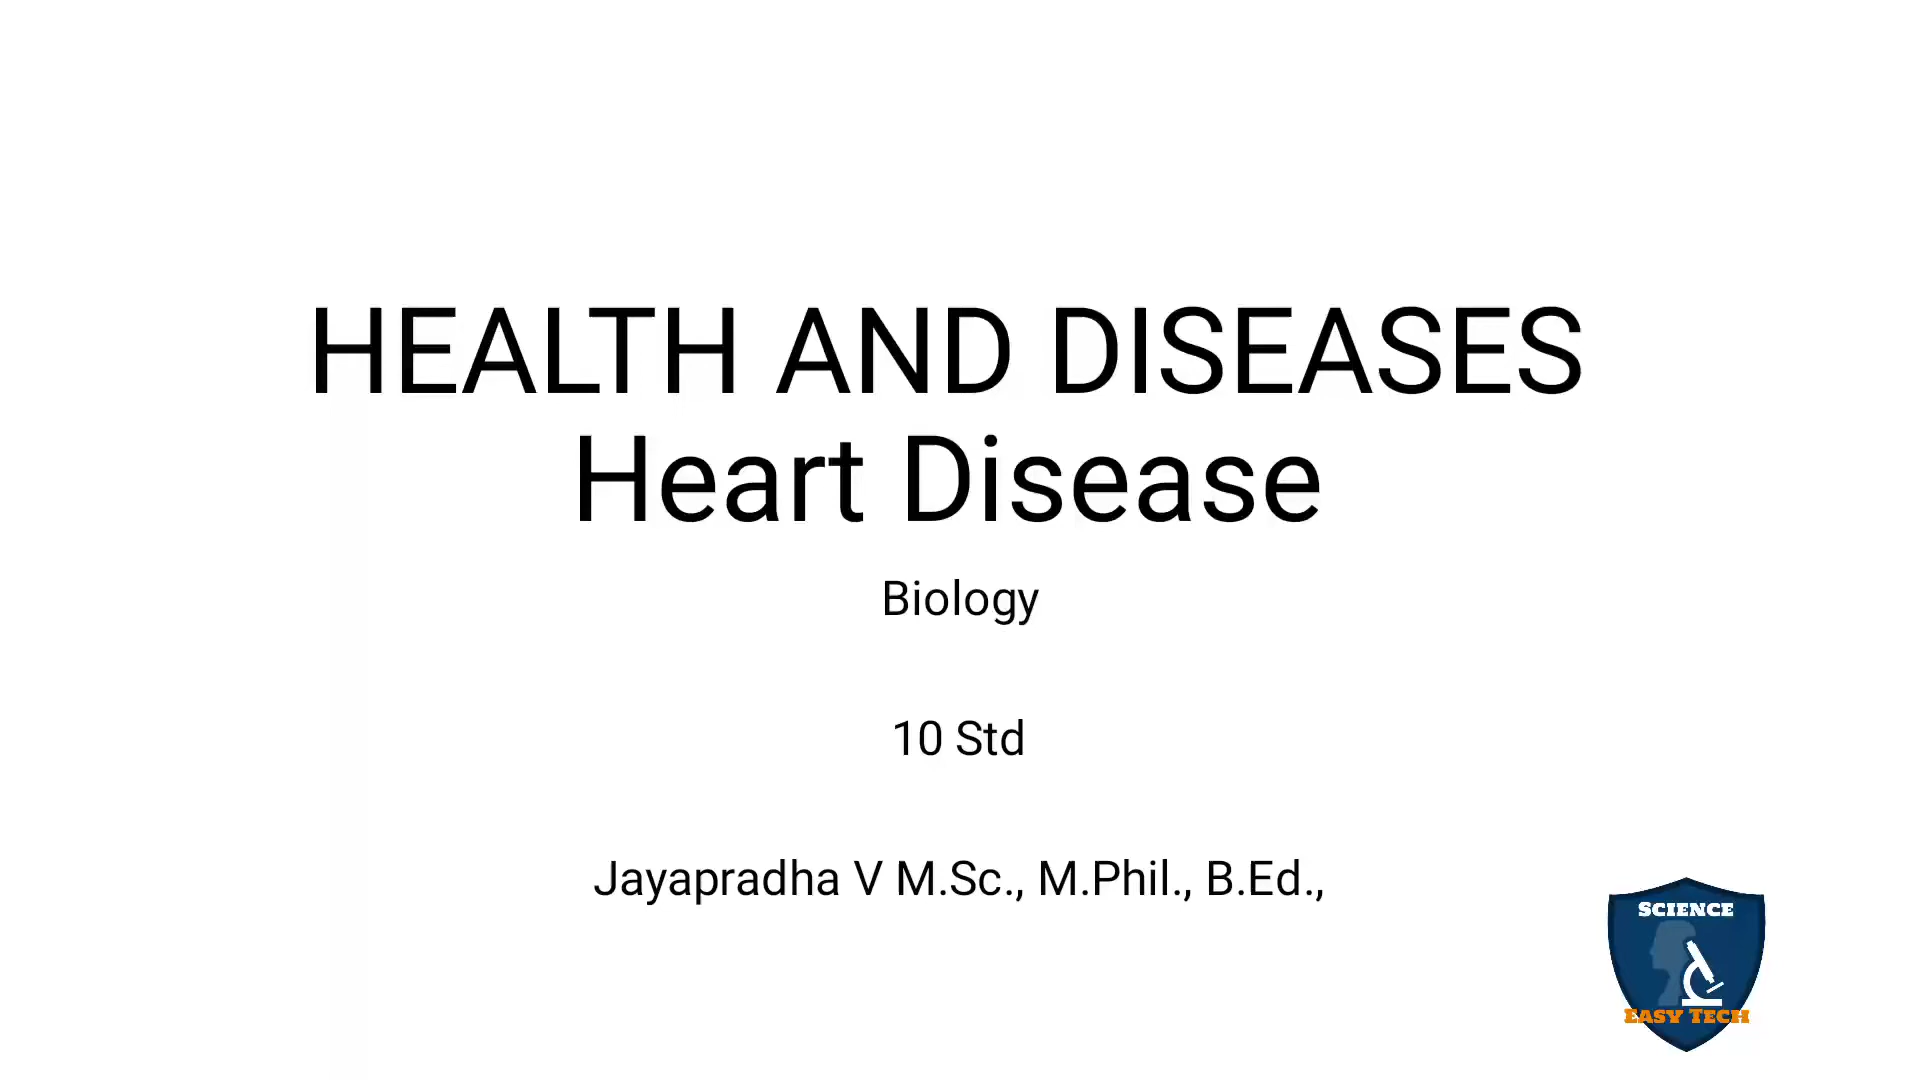 HEALTH AND DISEASES
Heart Disease
Biology
10 Std
Jayapradha V M.Sc., M.Phil., B.Ed.,
SCIENCE
EASY TECH